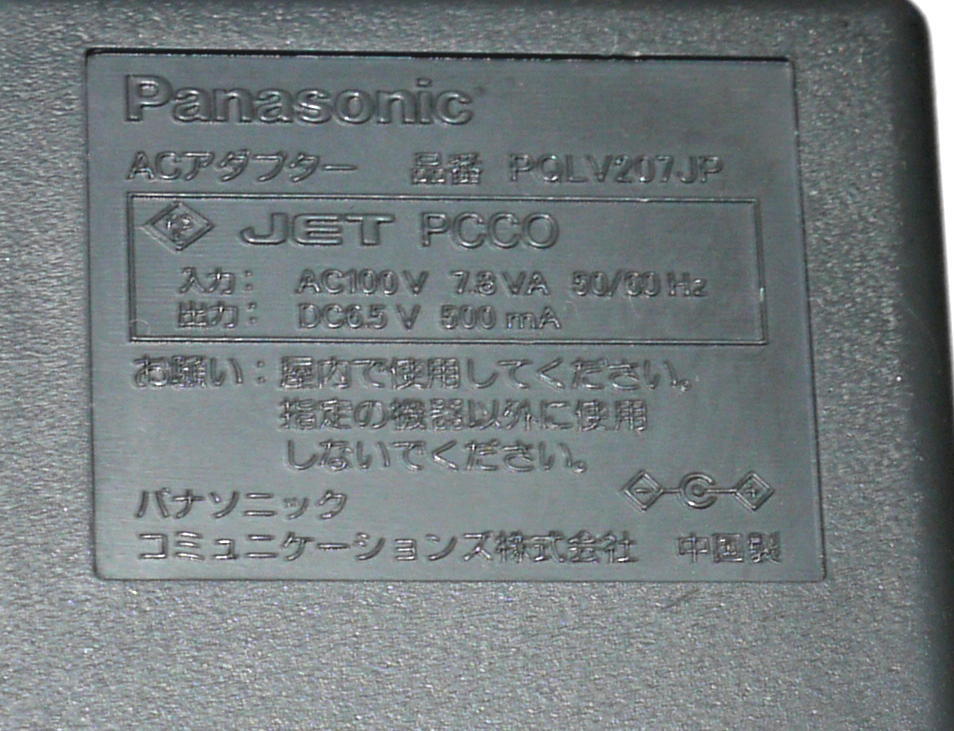 Panasonic
ACアダプター 品番 PQLV207JP
JET PCCO
入力: AC100V 7.8VA 50/60Hz
出力: DC6.5V 500mA
お願い:屋内で使用してください。
指定の機器以外に使用
しないでください。
- C +
パナソニック
コミュニケーションズ株式会社 中国製